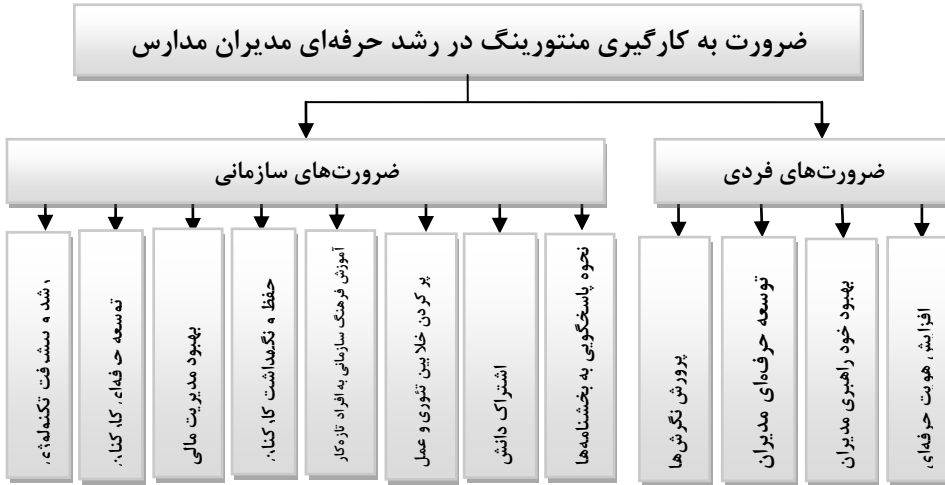 ضرورت به کارگیری منتورینگ در رشد حرفه‌ای مدیران مدارس
ضرورت‌های فردی
ضرورت‌های سازمانی
افزایش هویت حرفه‌ای
بهبود خود راهبری مدیران
توسعه حرفه‌ای مدیران
پرورش نگرش‌ها
نحوه پاسخگویی به بخشنامه‌ها
اشتراک دانش
پر کردن خلا بین تئوری و عمل
آموزش فرهنگ سازمانی به افراد تازه‌کار
حفظ و نگهداشت کارکنان
بهبود مدیریت مالی
توسعه حرفه‌ای کارکنان
رشد و پیشرفت تکنولوژی